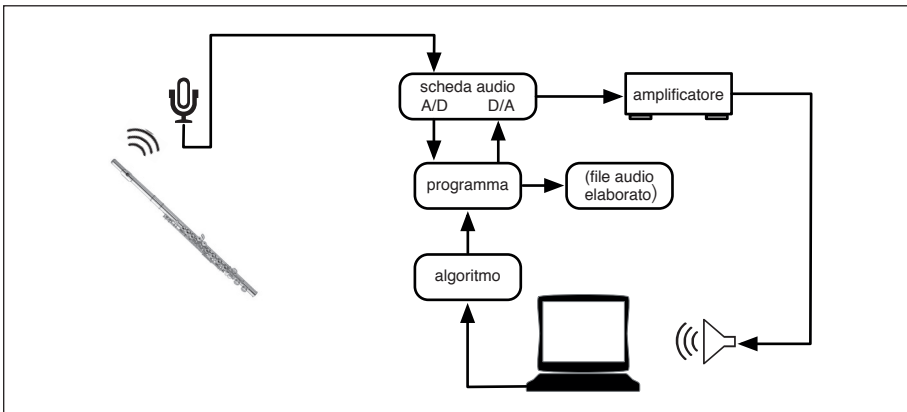 scheda audio
A/D D/A
amplificatore
programma
(file audio
elaborato)
algoritmo